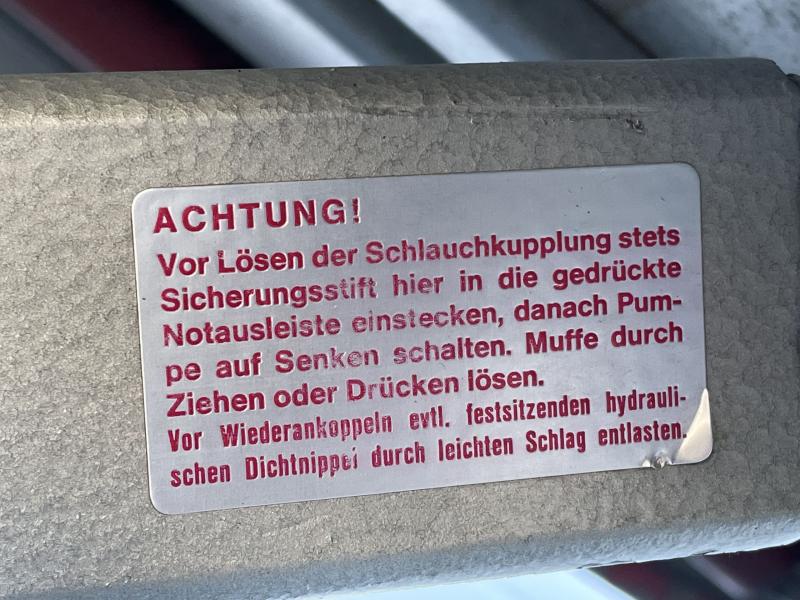 ACHTUNG!
Vor Lösen der Schlauchkupplung stets
Sicherungsstift hier in die gedrückte
Notausleiste einstecken, danach Pum-
pe auf Senken schalten. Muffe durch
Ziehen oder Drücken lösen.
Vor Wiederankoppeln evtl. festsitzenden hydrauli-
schen Dichtnippel durch leichten Schlag entlasten.